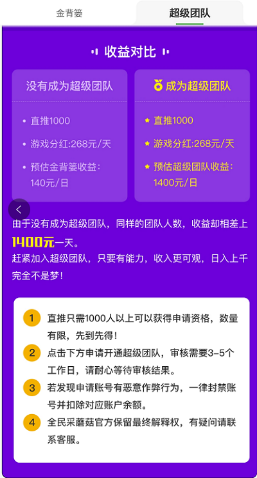 金背篓
超级团队
收益对比
没有成为超级团队
直推1000
游戏分红:268元/天
预估金背篓收益：
140元/日
成为超级团队
直推1000
游戏分红:268元/天
预估超级团队收益：
1400元/日
由于没有成为超级团队，同样的团队人数，收益却相差上
1400元一天。
赶紧加入超级团队，只要有能力，收入更可观，日入上千
完全不是梦！
1 直推只需1000人以上可以获得申请资格，数量
有限，先到先得！
2 点击下方申请开通超级团队，审核需要3-5个
工作日，请耐心等待审核结果。
3 若发现申请账号有恶意作弊行为，一律封禁账
号并扣除对应账户余额。
4 全民采蘑菇官方保留最终解释权，有疑问请联
系客服。